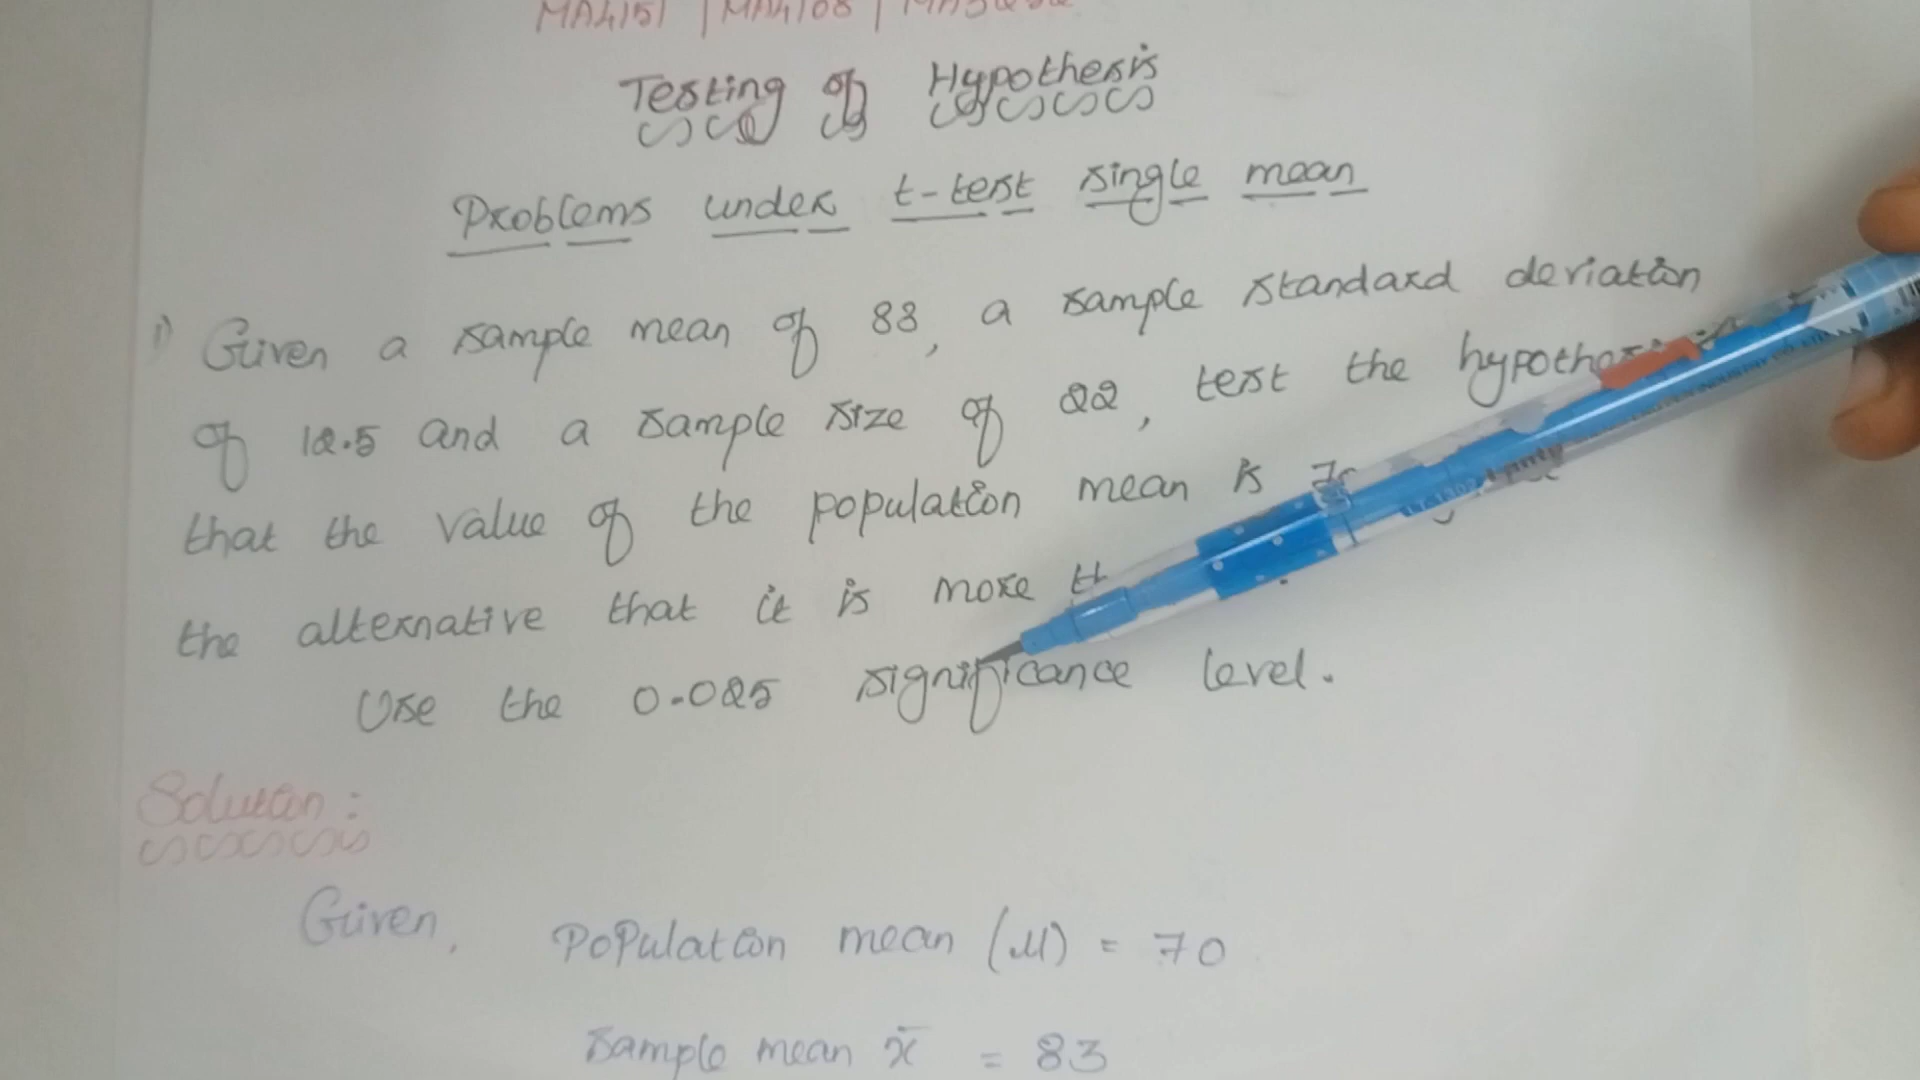 Testing of Hypothesis
Problems under t-test single mean
1) Given a sample mean of 83, a sample standard deviation
of 12.5 and a sample size of 22, test the
that the value of the population mean is
the alternative that it is more
Use the 0.025 significance level.
Solution :
Given, Population mean (μ) = 70
Sample mean x̄ = 83